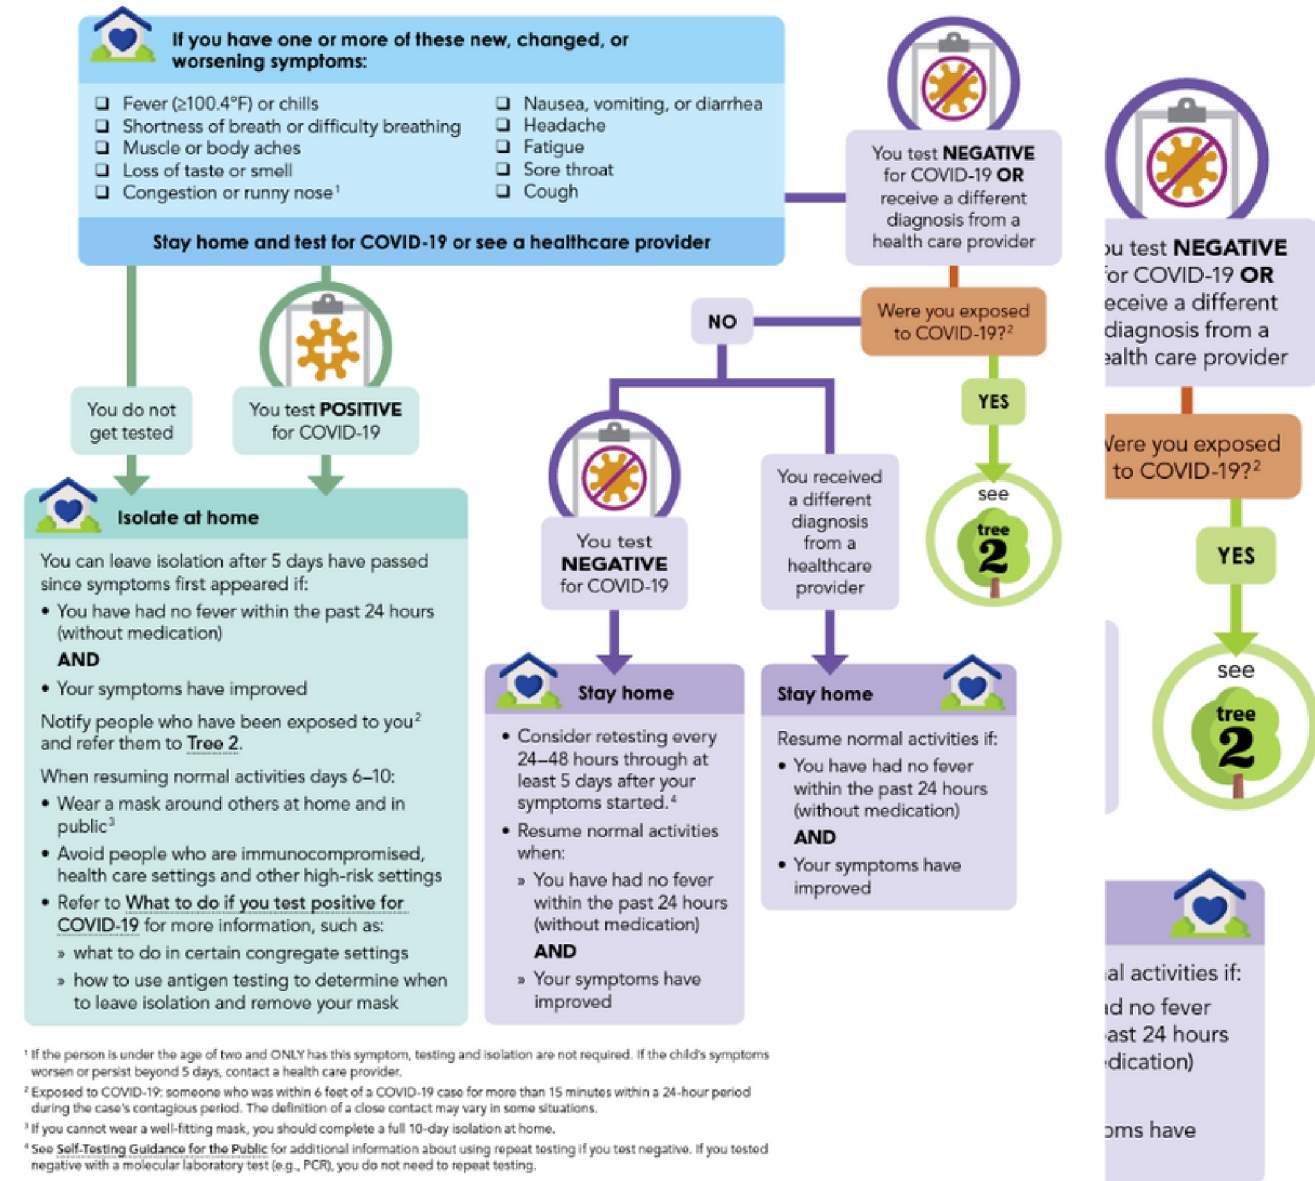 If you have one or more of these new, changed, or
worsening symptoms:
❑ Fever (≥100.4°F) or chills
❑ Shortness of breath or difficulty breathing
❑ Muscle or body aches
❑ Loss of taste or smell
❑ Congestion or runny nose¹
❑ Nausea, vomiting, or diarrhea
❑ Headache
❑ Fatigue
❑ Sore throat
❑ Cough
Stay home and test for COVID-19 or see a healthcare provider
You test NEGATIVE
for COVID-19 OR
receive a different
diagnosis from a
health care provider
Were you exposed
to COVID-19?²
NO
YES
see
tree
2
You do not
get tested
You test POSITIVE
for COVID-19
You test
NEGATIVE
for COVID-19
You received
a different
diagnosis
from a
healthcare
provider
Isolate at home
You can leave isolation after 5 days have passed
since symptoms first appeared if:
• You have had no fever within the past 24 hours
(without medication)
AND
• Your symptoms have improved
Notify people who have been exposed to you²
and refer them to Tree 2.
When resuming normal activities days 6–10:
• Wear a mask around others at home and in
public³
• Avoid people who are immunocompromised,
health care settings and other high-risk settings
• Refer to What to do if you test positive for
COVID-19 for more information, such as:
» what to do in certain congregate settings
» how to use antigen testing to determine when
to leave isolation and remove your mask
Stay home
• Consider retesting every
24–48 hours through at
least 5 days after your
symptoms started.⁴
• Resume normal activities
when:
» You have had no fever
within the past 24 hours
(without medication)
AND
» Your symptoms have
improved
Stay home
Resume normal activities if:
• You have had no fever
within the past 24 hours
(without medication)
AND
• Your symptoms have
improved
¹ If the person is under the age of two and ONLY has this symptom, testing and isolation are not required. If the child's symptoms
worsen or persist beyond 5 days, contact a health care provider.
² Exposed to COVID-19: someone who was within 6 feet of a COVID-19 case for more than 15 minutes within a 24-hour period
during the case's contagious period. The definition of a close contact may vary in some situations.
³ If you cannot wear a well-fitting mask, you should complete a full 10-day isolation at home.
⁴ See Self-Testing Guidance for the Public for additional information about using repeat testing if you test negative. If you tested
negative with a molecular laboratory test (e.g., PCR), you do not need to repeat testing.
ou test NEGATIVE
or COVID-19 OR
eceive a different
diagnosis from a
ealth care provider
Were you exposed
to COVID-19?²
YES
see
tree
2
al activities if:
ad no fever
ast 24 hours
dication)
oms have